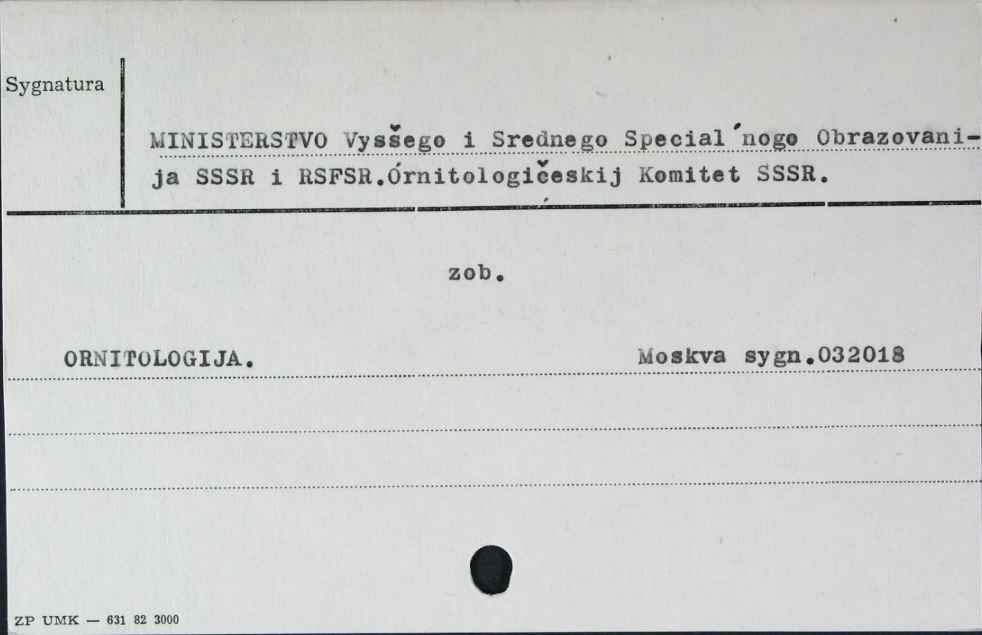 Sygnatura
MINISTERSTVO Vysšego i Srednego Special'nogo Obrazovani-
ja SSSR i RSFSR.Ornitologičeskij Komitet SSSR.
zob.
ORNITOLOGIJA. Moskva sygn.032018
ZP UMK — 631 82 3000